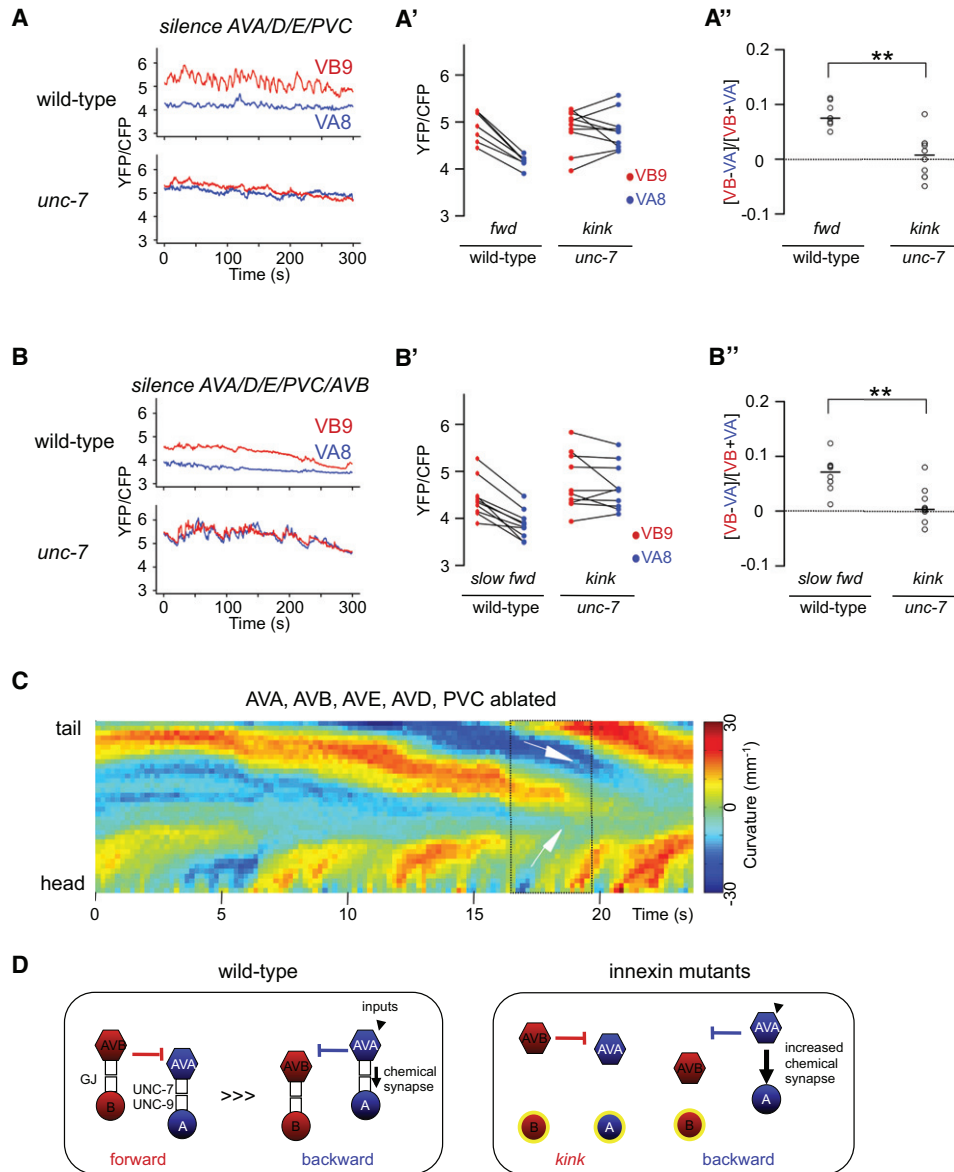 A
silence AVA/D/E/PVC
wild-type
unc-7
YFP/CFP
6
5
4
3
VB9
VA8
6
5
4
3
0 100 200 300
Time (s)
A'
YFP/CFP
6
5
4
3
VB9
VA8
fwd kink
wild-type unc-7
A''
[VB-VA]/[VB+VA]
0.2
0.1
0
-0.1
**
fwd kink
wild-type unc-7
B
silence AVA/D/E/PVC/AVB
wild-type
unc-7
YFP/CFP
6
5
4
3
VB9
VA8
6
5
4
3
0 100 200 300
Time (s)
B'
YFP/CFP
6
5
4
3
VB9
VA8
slow fwd kink
wild-type unc-7
B''
[VB-VA]/[VB+VA]
0.2
0.1
0
-0.1
**
slow fwd kink
wild-type unc-7
C
AVA, AVB, AVE, AVD, PVC ablated
tail
head
0 5 10 15 20 Time (s)
30
0
-30
Curvature (mm⁻¹)
D
wild-type
AVB
AVA
GJ
UNC-7
UNC-9
B
A
forward
>>>
inputs
AVB
AVA
chemical
synapse
B
A
backward
innexin mutants
AVB
AVA
B
A
kink
AVB
AVA
increased
chemical
synapse
B
A
backward